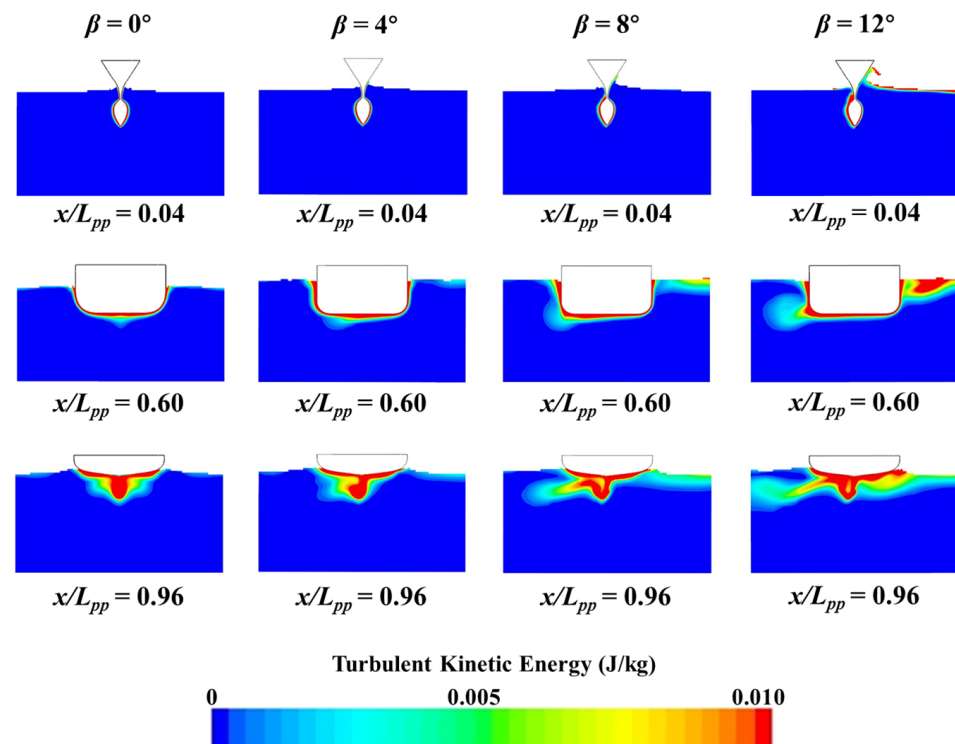 β = 0° β = 4° β = 8° β = 12°
x/Lpp = 0.04 x/Lpp = 0.04 x/Lpp = 0.04 x/Lpp = 0.04
x/Lpp = 0.60 x/Lpp = 0.60 x/Lpp = 0.60 x/Lpp = 0.60
x/Lpp = 0.96 x/Lpp = 0.96 x/Lpp = 0.96 x/Lpp = 0.96
Turbulent Kinetic Energy (J/kg)
0 0.005 0.010